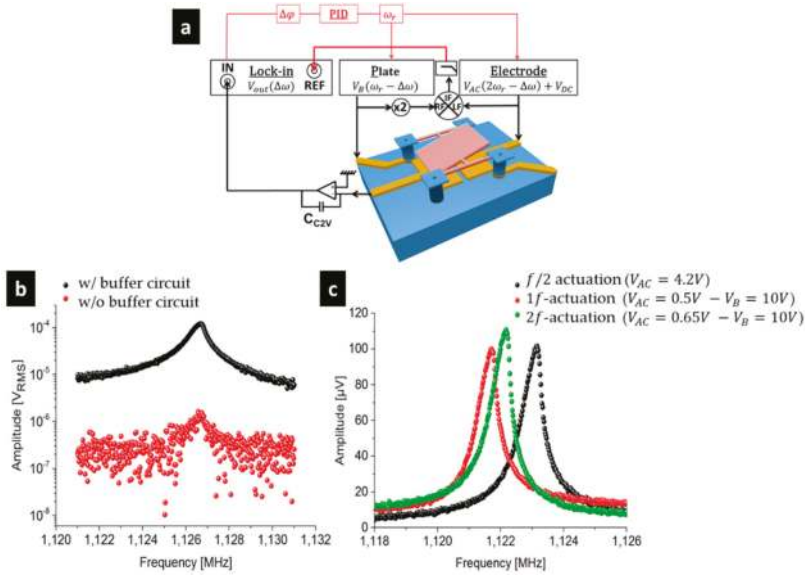 a
Δφ PID ω_r
IN Lock-in REF
V_out(Δω)
Plate
V_B(ω_r − Δω)
Electrode
V_AC(2ω_r − Δω) + V_DC
x2
RF IF LF
C_C2V
b
w/ buffer circuit
w/o buffer circuit
Amplitude [V_RMS]
10^-4
10^-5
10^-6
10^-7
10^-8
1,120 1,122 1,124 1,126 1,128 1,130 1,132
Frequency [MHz]
c
f/2 actuation (V_AC = 4.2V)
1f-actuation (V_AC = 0.5V − V_B = 10V)
2f-actuation (V_AC = 0.65V − V_B = 10V)
Amplitude [µV]
120
100
80
60
40
20
0
1,118 1,120 1,122 1,124 1,126
Frequency [MHz]